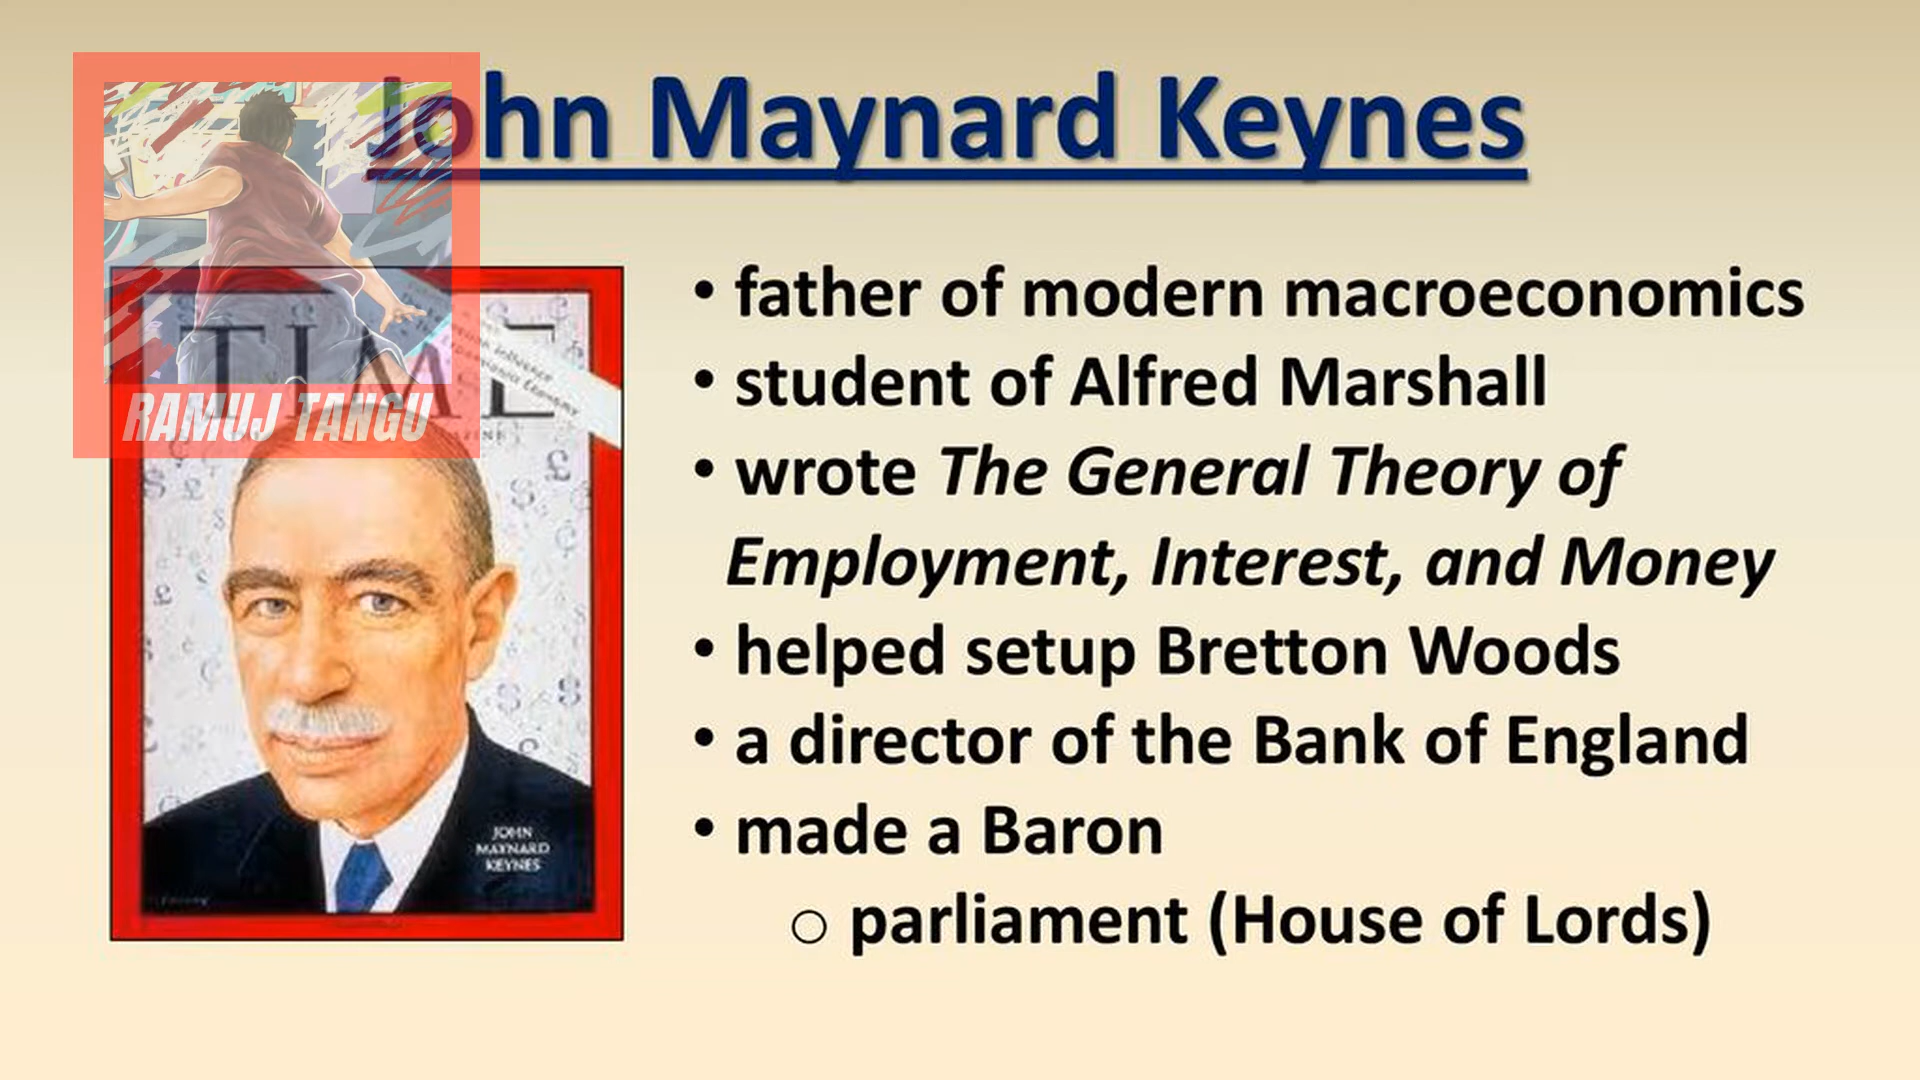 John Maynard Keynes
RAMUJ TANGU
TIME
JOHN
MAYNARD
KEYNES
• father of modern macroeconomics
• student of Alfred Marshall
• wrote The General Theory of
Employment, Interest, and Money
• helped setup Bretton Woods
• a director of the Bank of England
• made a Baron
o parliament (House of Lords)